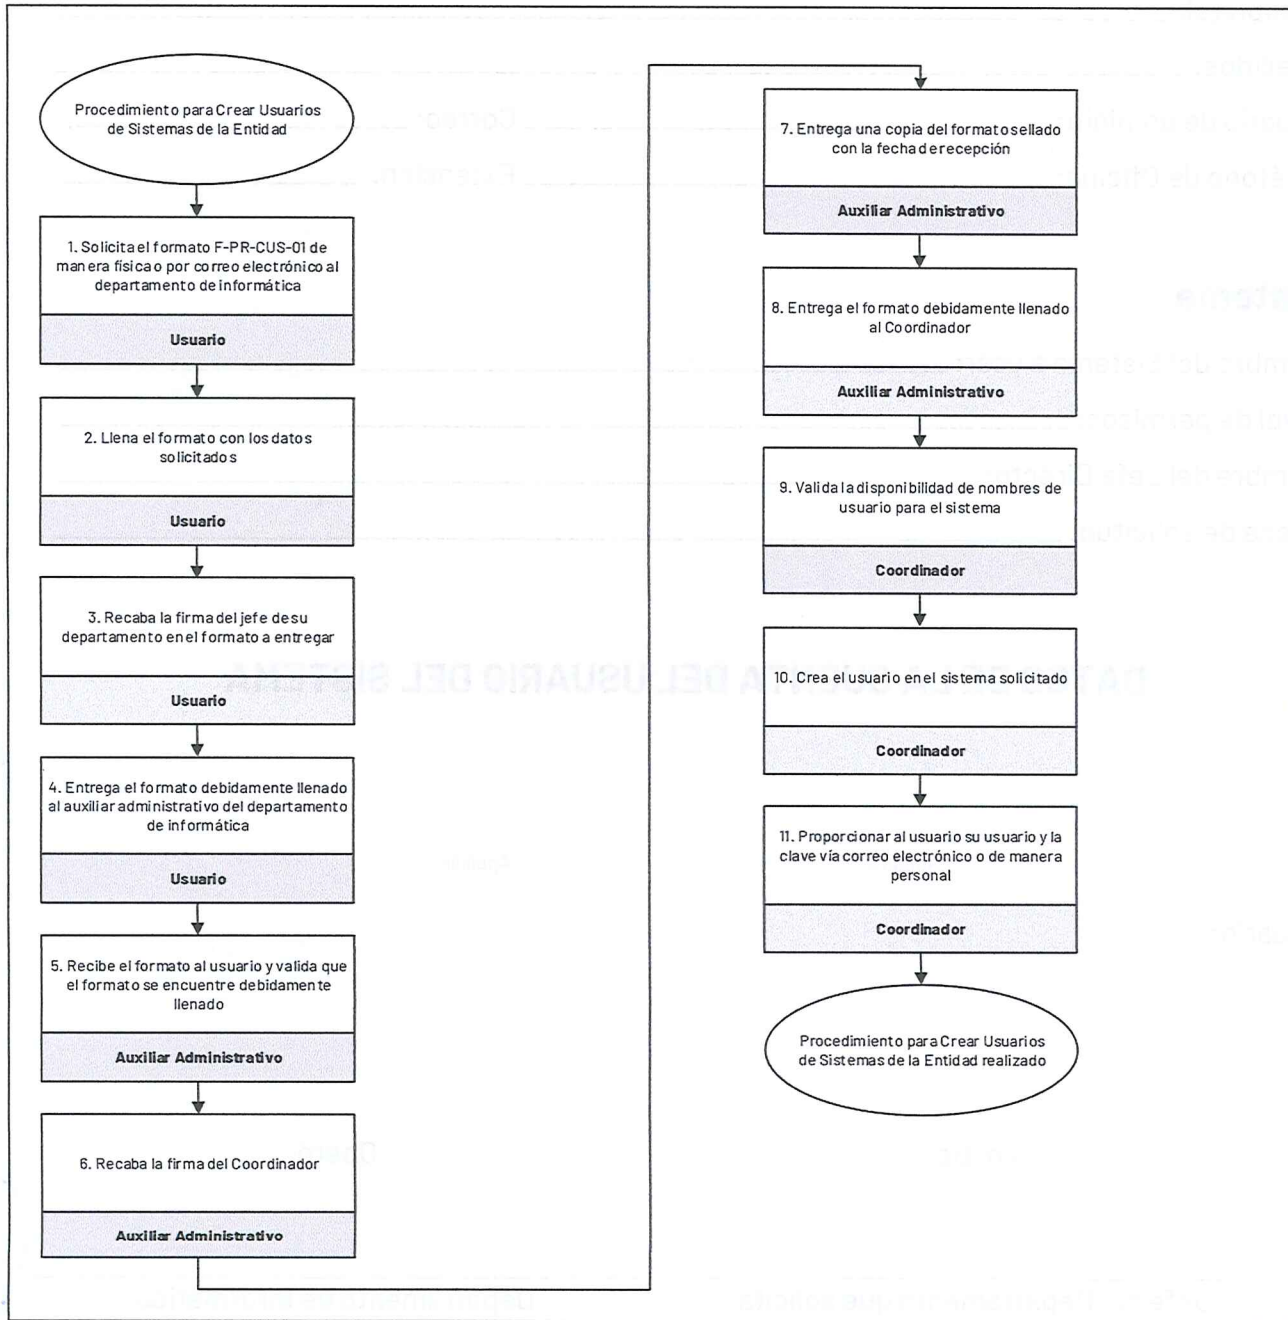 Procedimiento para Crear Usuarios
de Sistemas de la Entidad
1. Solicita el formato F-PR-CUS-01 de
manera física o por correo electrónico al
departamento de informática
Usuario
2. Llena el formato con los datos
solicitados
Usuario
3. Recaba la firma del jefe de su
departamento en el formato a entregar
Usuario
4. Entrega el formato debidamente llenado
al auxiliar administrativo del departamento
de informática
Usuario
5. Recibe el formato al usuario y valida que
el formato se encuentre debidamente
llenado
Auxiliar Administrativo
6. Recaba la firma del Coordinador
Auxiliar Administrativo
7. Entrega una copia del formato sellado
con la fecha de recepción
Auxiliar Administrativo
8. Entrega el formato debidamente llenado
al Coordinador
Auxiliar Administrativo
9. Valida la disponibilidad de nombres de
usuario para el sistema
Coordinador
10. Crea el usuario en el sistema solicitado
Coordinador
11. Proporcionar al usuario su usuario y la
clave vía correo electrónico o de manera
personal
Coordinador
Procedimiento para Crear Usuarios
de Sistemas de la Entidad realizado
DATOS DE LA CUENTA DEL USUARIO DEL SISTEMA